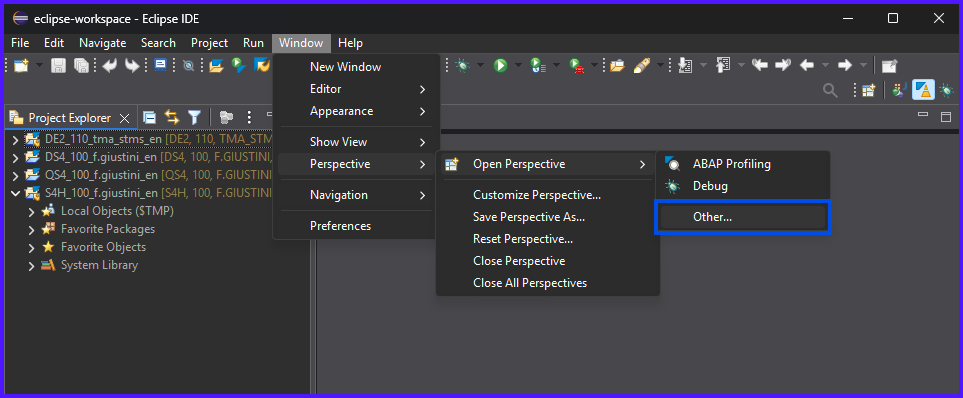 eclipse-workspace - Eclipse IDE
File Edit Navigate Search Project Run Window Help
New Window
Editor
Appearance
Show View
Perspective
Navigation
Preferences
Open Perspective
Customize Perspective...
Save Perspective As...
Reset Perspective...
Close Perspective
Close All Perspectives
ABAP Profiling
Debug
Other...
Project Explorer
DE2_110_tma_stms_en [DE2, 110, TMA_STM
DS4_100_f.giustini_en [DS4, 100, F.GIUSTINI,
QS4_100_f.giustini_en [QS4, 100, F.GIUSTINI
S4H_100_f.giustini_en [S4H, 100, F.GIUSTINI
Local Objects ($TMP)
Favorite Packages
Favorite Objects
System Library